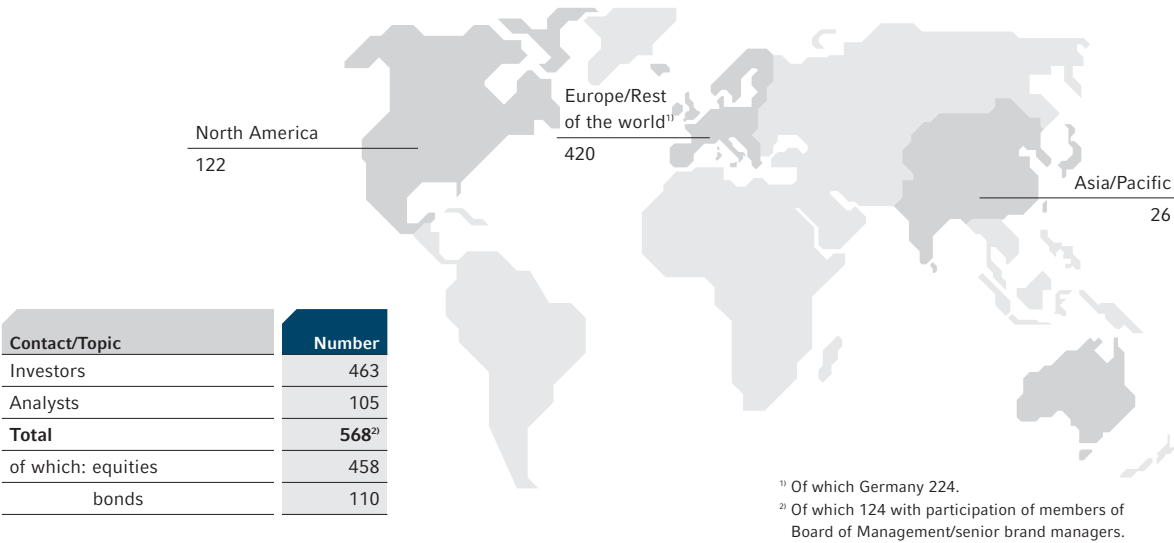 Europe/Rest
of the world¹⁾
420
North America
122
Asia/Pacific
26
Contact/Topic Number
Investors 463
Analysts 105
Total 568²⁾
of which: equities 458
bonds 110
¹⁾ Of which Germany 224.
²⁾ Of which 124 with participation of members of
Board of Management/senior brand managers.